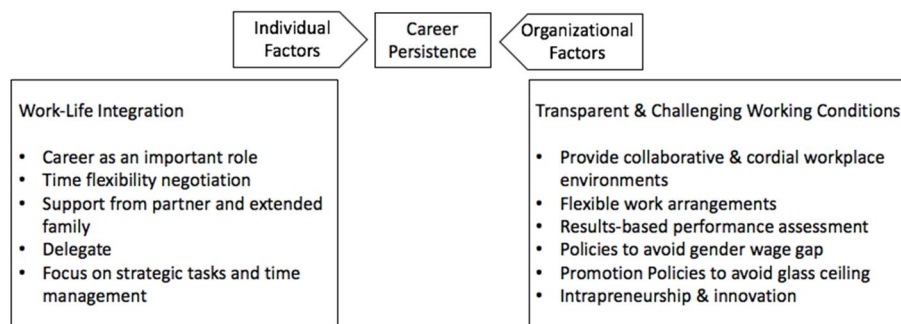 Individual
Factors
Career
Persistence
Organizational
Factors
Work-Life Integration
• Career as an important role
• Time flexibility negotiation
• Support from partner and extended
family
• Delegate
• Focus on strategic tasks and time
management
Transparent & Challenging Working Conditions
• Provide collaborative & cordial workplace
environments
• Flexible work arrangements
• Results-based performance assessment
• Policies to avoid gender wage gap
• Promotion Policies to avoid glass ceiling
• Intrapreneurship & innovation